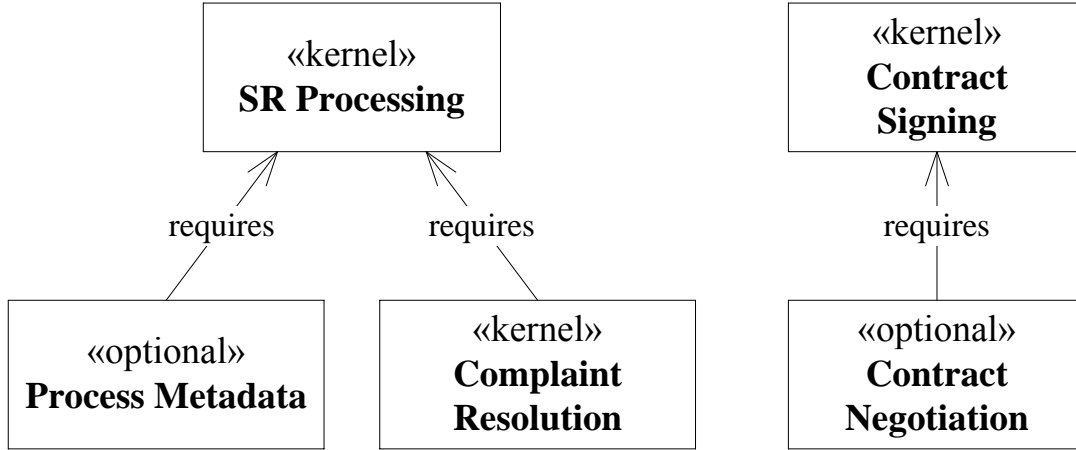 «kernel»
SR Processing
«kernel»
Contract
Signing
requires
requires
requires
«optional»
Process Metadata
«kernel»
Complaint
Resolution
«optional»
Contract
Negotiation